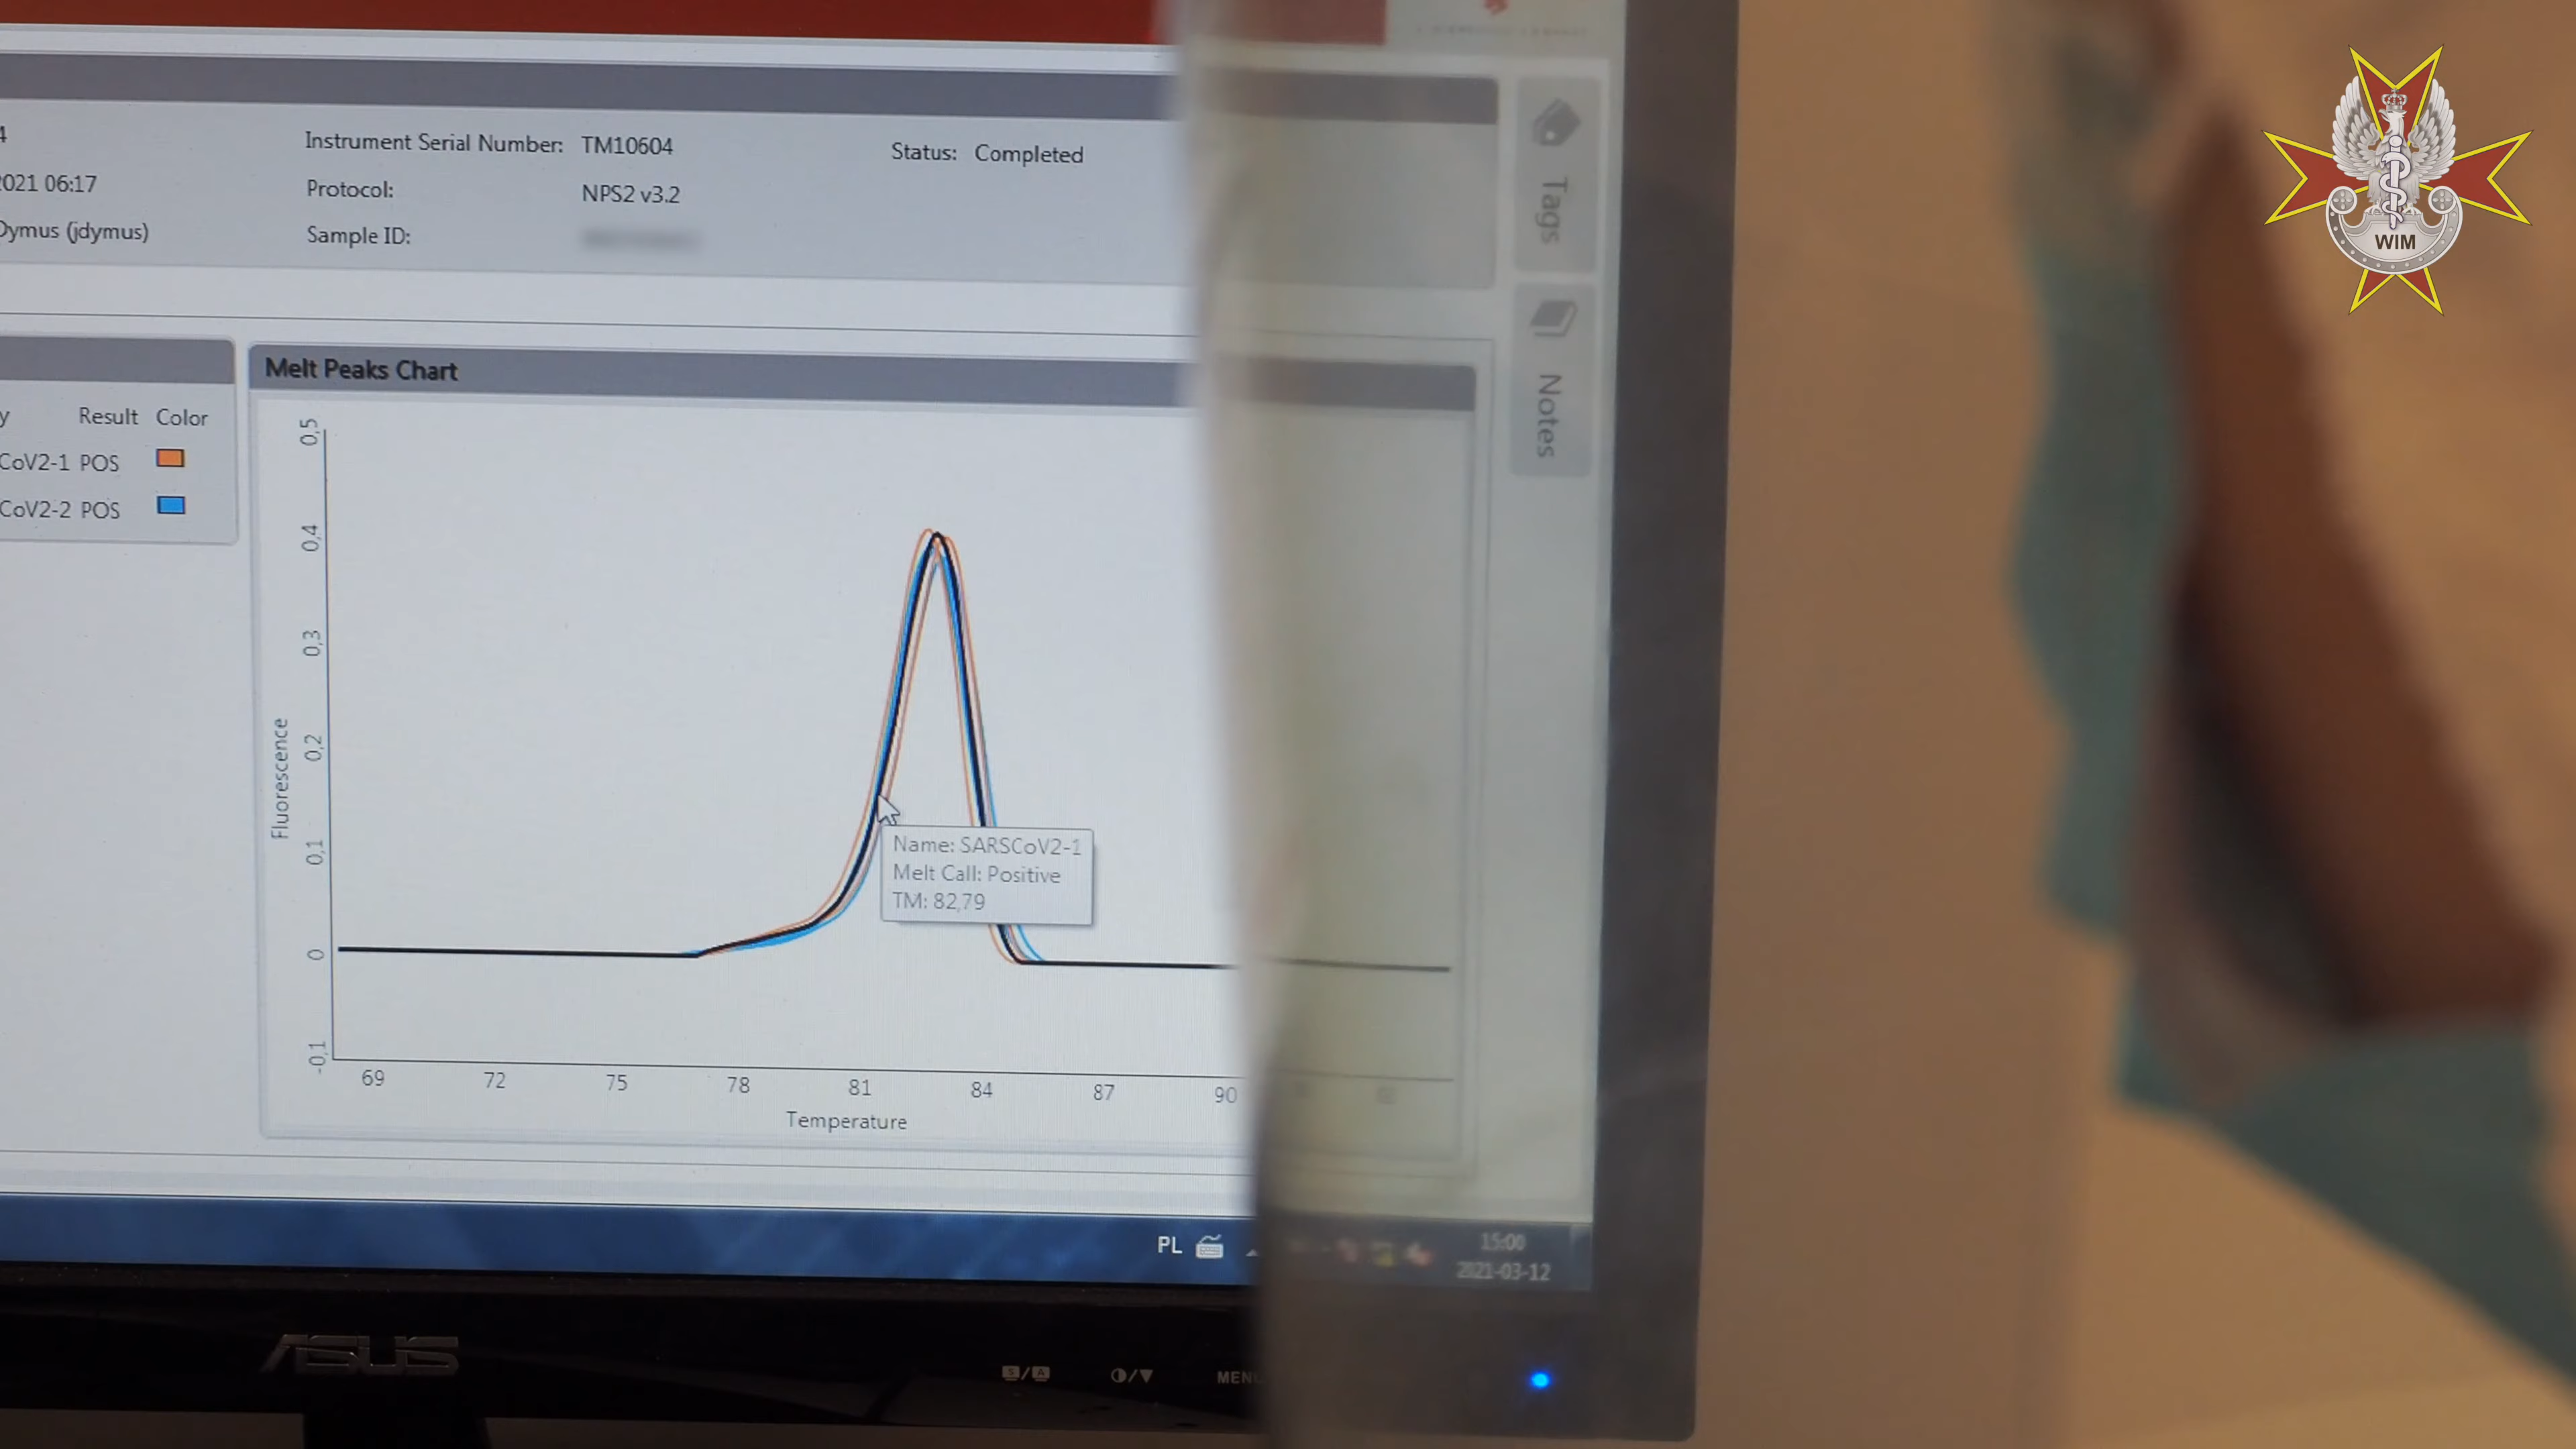 4
Instrument Serial Number: TM10604
Status: Completed
021 06:17
Protocol: NPS2 v3.2
Dymus (jdymus)
Sample ID:
Tags
Notes
Melt Peaks Chart
y Result Color
CoV2-1 POS
CoV2-2 POS
0,5
0,4
0,3
0,2
0,1
0
-0,1
Fluorescence
Name: SARSCoV2-1
Melt Call: Positive
TM: 82,79
69 72 75 78 81 84 87 90
Temperature
PL
15:00
2021-03-12
ASUS
S/A
MENU
WIM